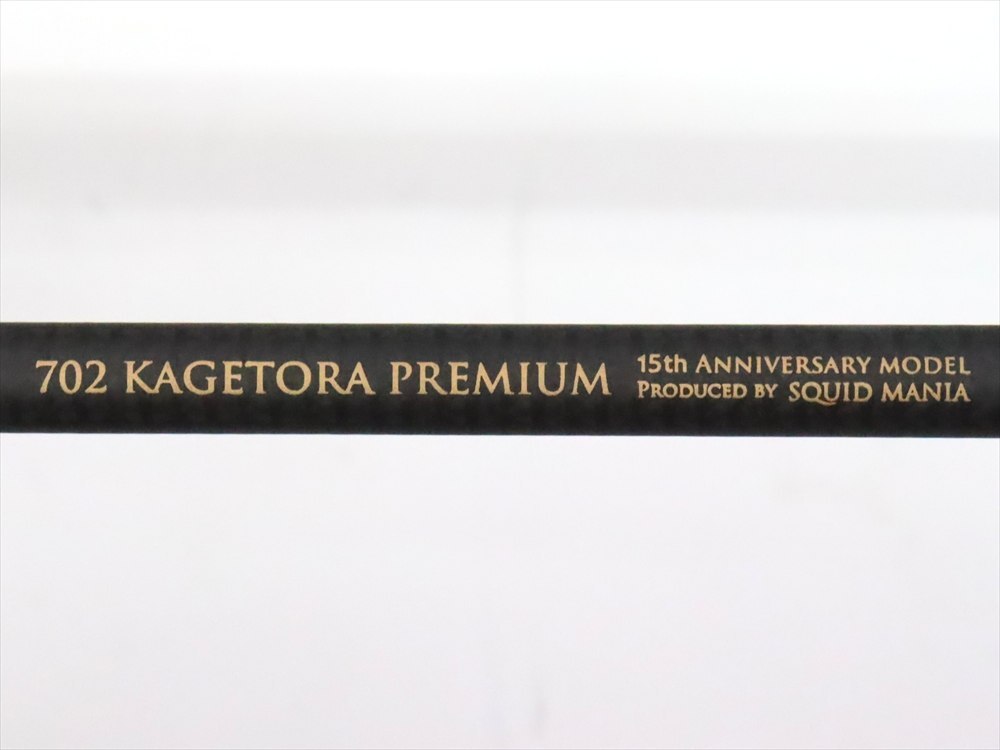 702 KAGETORA PREMIUM
15th ANNIVERSARY MODEL
PRODUCED BY SQUID MANIA